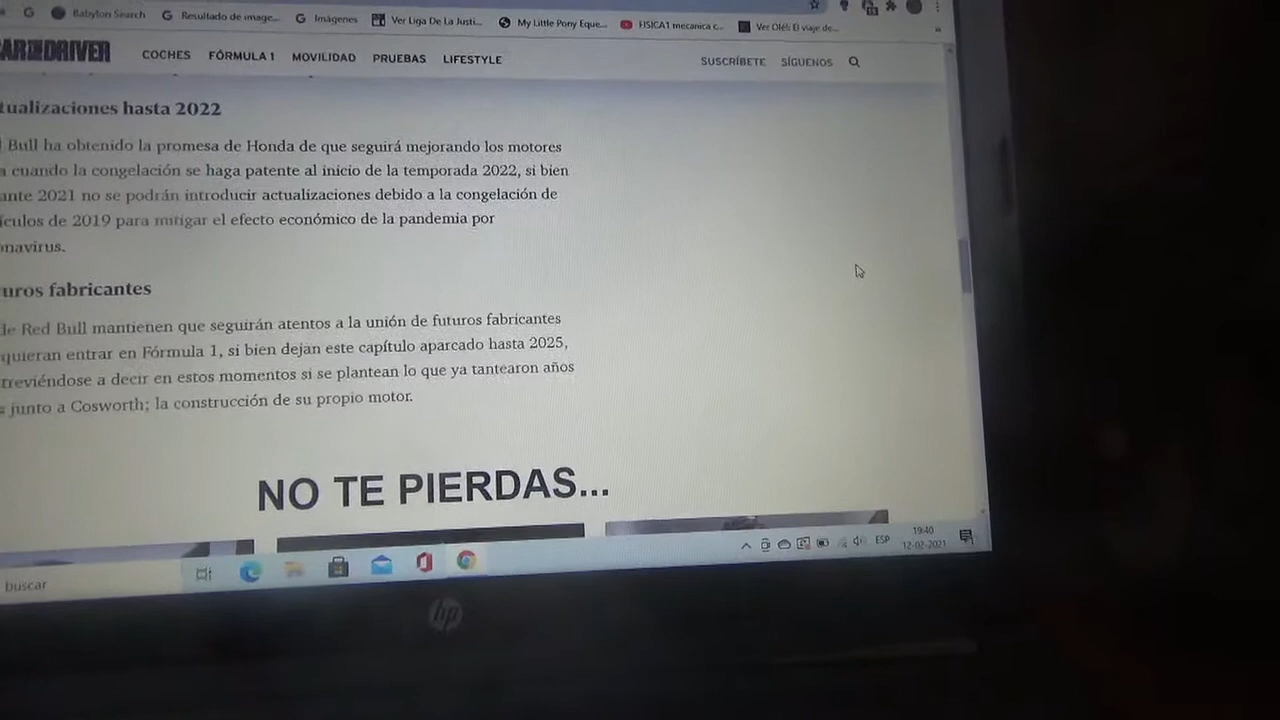 G Babylon Search G Resultado de image... G Imágenes Ver Liga De La Justi... My Little Pony Eque... FISICA1 mecanica c... Ver Olé!: El viaje de... »
CAR AND DRIVER COCHES FÓRMULA 1 MOVILIDAD PRUEBAS LIFESTYLE SUSCRÍBETE SÍGUENOS
tualizaciones hasta 2022
Bull ha obtenido la promesa de Honda de que seguirá mejorando los motores
a cuando la congelación se haga patente al inicio de la temporada 2022, si bien
ante 2021 no se podrán introducir actualizaciones debido a la congelación de
ículos de 2019 para mitigar el efecto económico de la pandemia por
navirus.
uros fabricantes
de Red Bull mantienen que seguirán atentos a la unión de futuros fabricantes
quieran entrar en Fórmula 1, si bien dejan este capítulo aparcado hasta 2025,
treviéndose a decir en estos momentos si se plantean lo que ya tantearon años
s junto a Cosworth; la construcción de su propio motor.
NO TE PIERDAS...
buscar
ESP
19:40
12-02-2021
hp